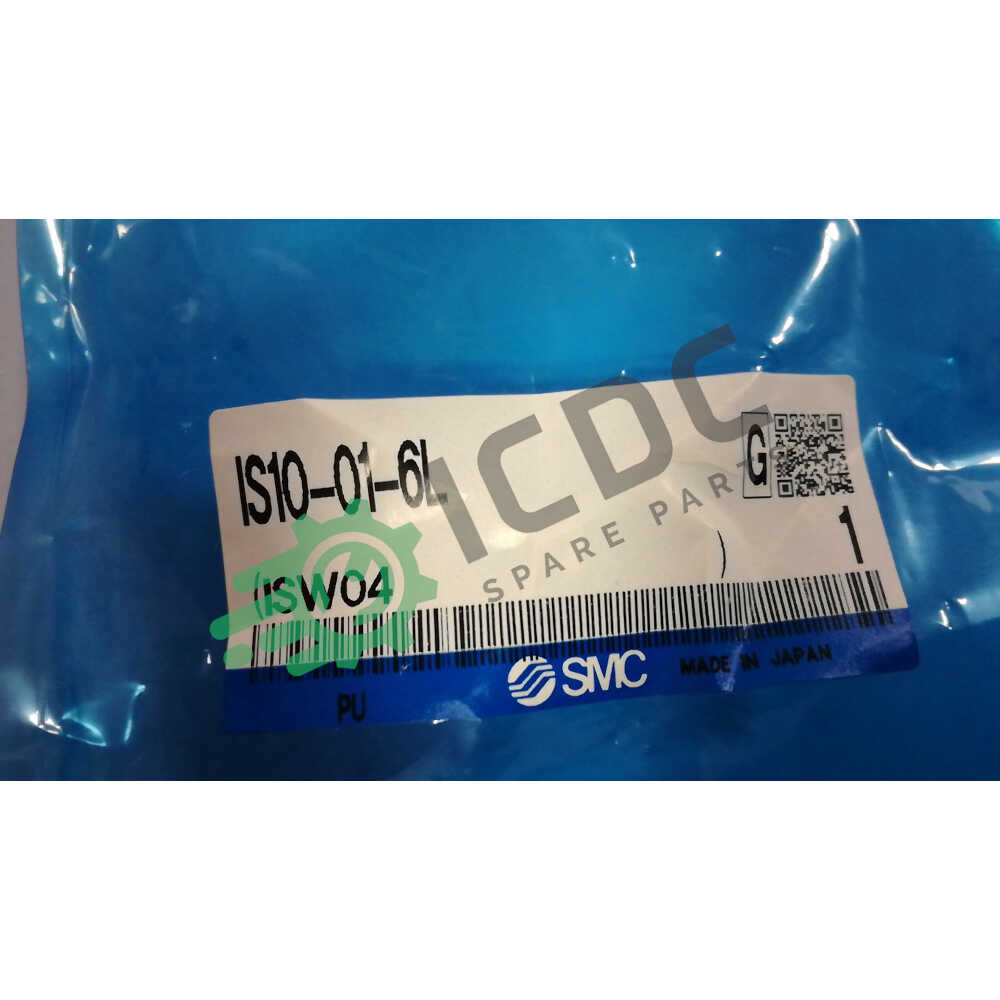 IS10-01-6L
G
1
(ISW04 )
SMC MADE IN JAPAN
PU
ICDC
SPARE PARTS